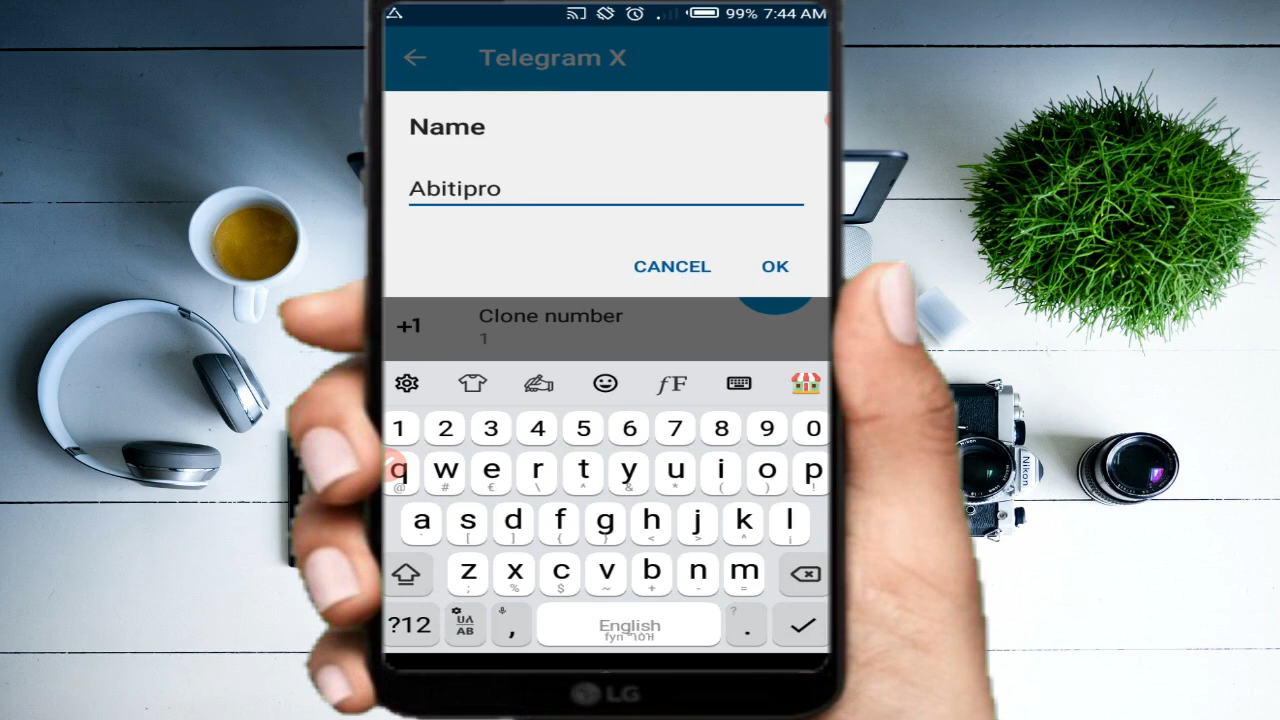 99% 7:44 AM
Telegram X
Name
Abitipro
CANCEL OK
+1 Clone number
1
fF
1 2 3 4 5 6 7 8 9 0
q w e r t y u i o p
@ # € \ ^ & * ( ) !
a s d f g h j k l
z x c v b n m
; % $ ~ + - =
?12 , English .
AB
LG
Nikon